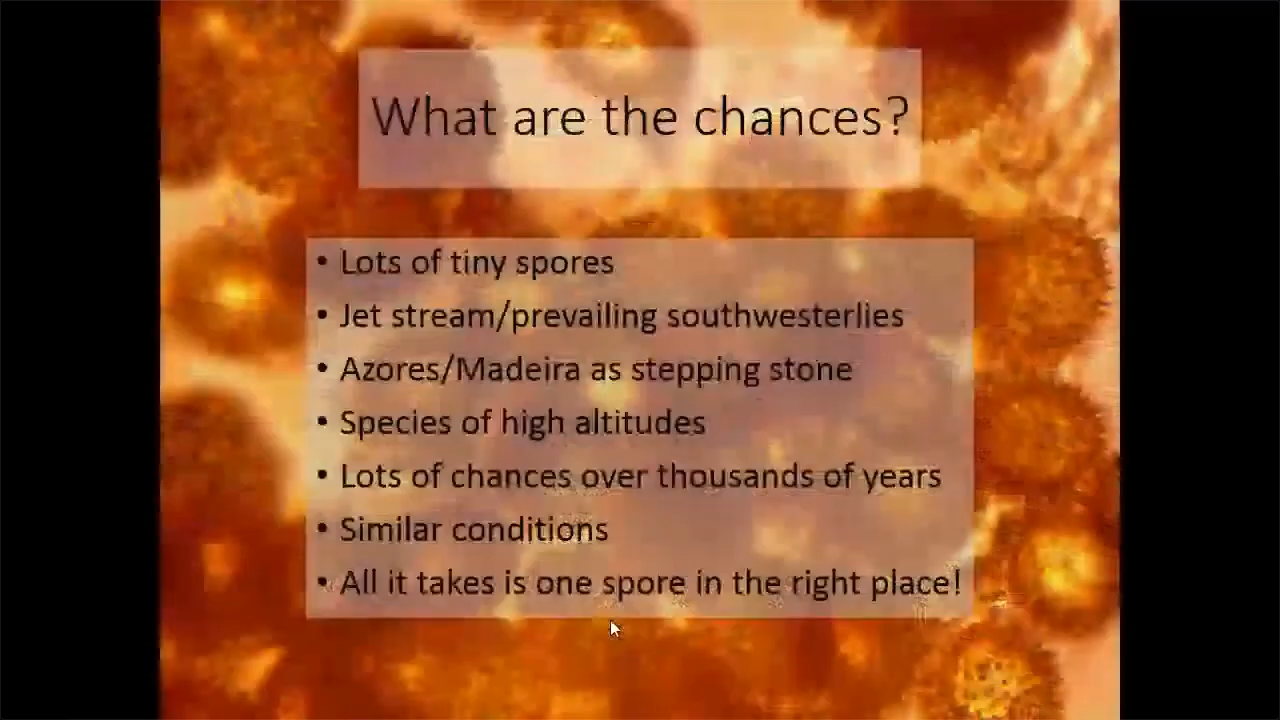 What are the chances?
• Lots of tiny spores
• Jet stream/prevailing southwesterlies
• Azores/Madeira as stepping stone
• Species of high altitudes
• Lots of chances over thousands of years
• Similar conditions
• All it takes is one spore in the right place!